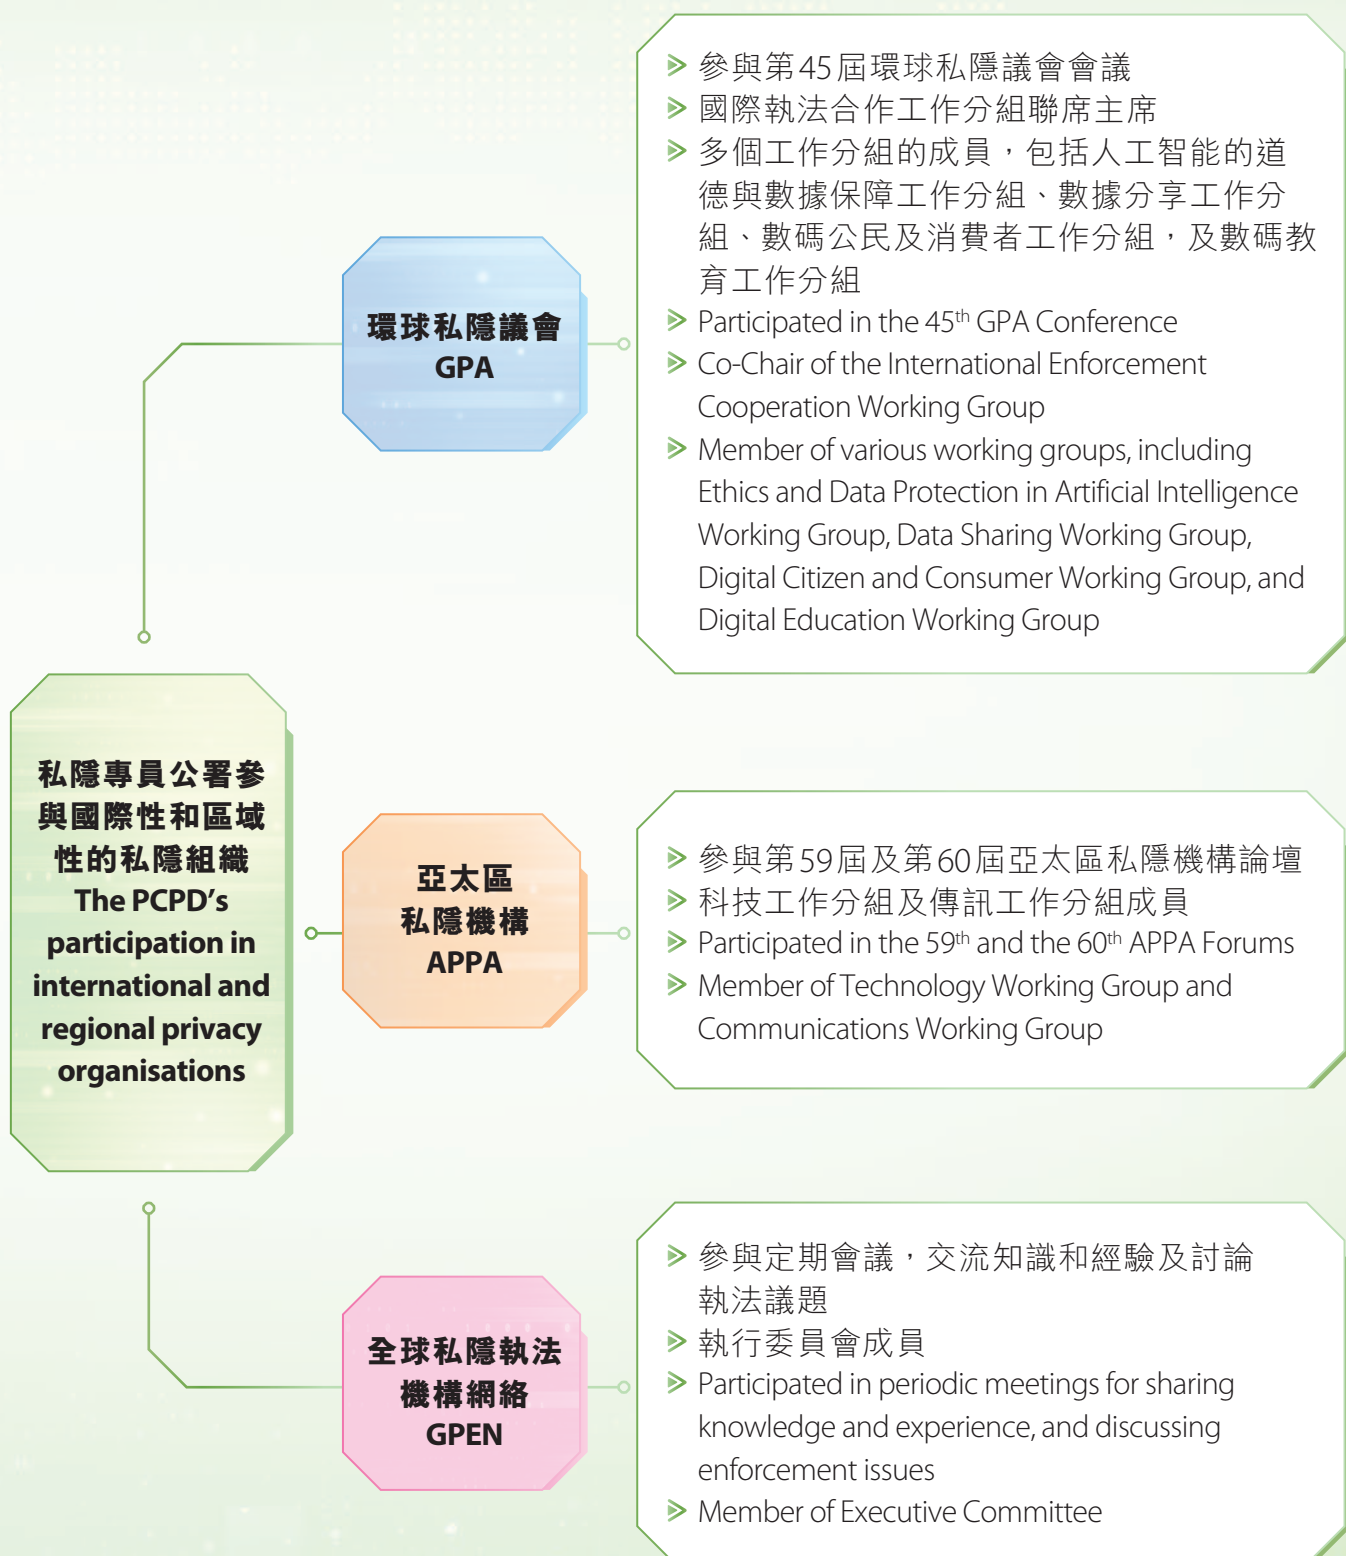 私隱專員公署參
與國際性和區域
性的私隱組織
The PCPD’s
participation in
international and
regional privacy
organisations
環球私隱議會
GPA
參與第45屆環球私隱議會會議
國際執法合作工作分組聯席主席
多個工作分組的成員，包括人工智能的道
德與數據保障工作分組、數據分享工作分
組、數碼公民及消費者工作分組，及數碼教
育工作分組
Participated in the 45th GPA Conference
Co-Chair of the International Enforcement
Cooperation Working Group
Member of various working groups, including
Ethics and Data Protection in Artificial Intelligence
Working Group, Data Sharing Working Group,
Digital Citizen and Consumer Working Group, and
Digital Education Working Group
亞太區
私隱機構
APPA
參與第59屆及第60屆亞太區私隱機構論壇
科技工作分組及傳訊工作分組成員
Participated in the 59th and the 60th APPA Forums
Member of Technology Working Group and
Communications Working Group
全球私隱執法
機構網絡
GPEN
參與定期會議，交流知識和經驗及討論
執法議題
執行委員會成員
Participated in periodic meetings for sharing
knowledge and experience, and discussing
enforcement issues
Member of Executive Committee